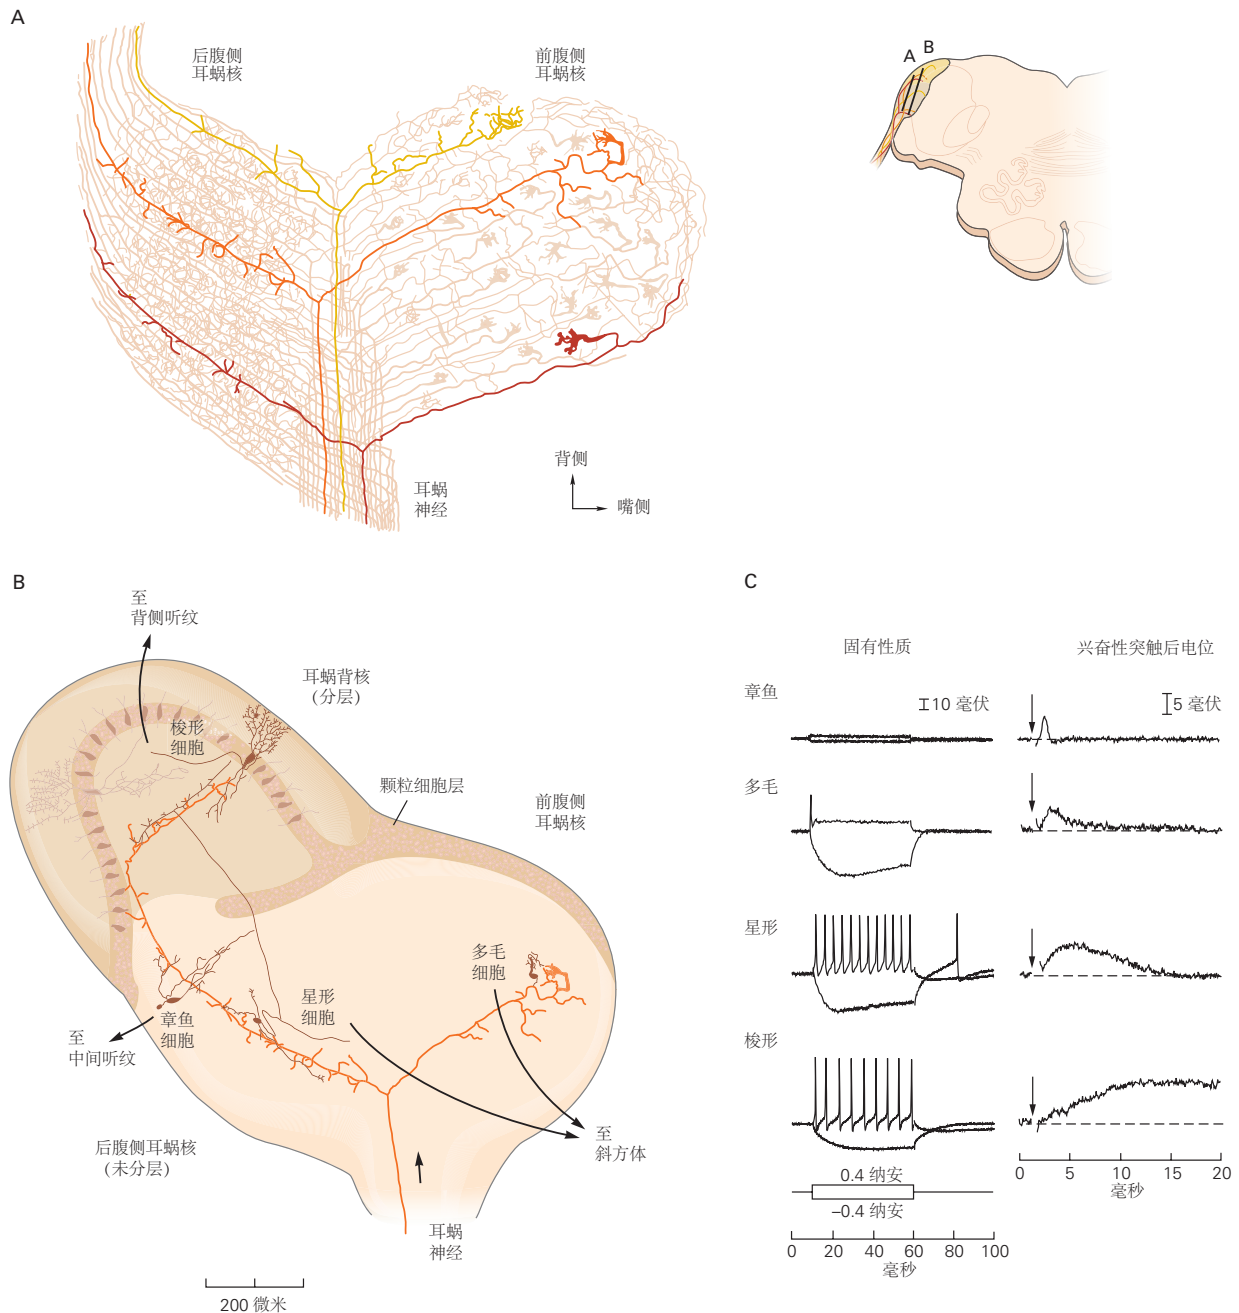 A
后腹侧
耳蜗核
前腹侧
耳蜗核
A
B
背侧
嘴侧
耳蜗
神经
B
至
背侧听纹
耳蜗背核
(分层)
梭形
细胞
颗粒细胞层
前腹侧
耳蜗核
多毛
细胞
星形
细胞
章鱼
细胞
至
中间听纹
后腹侧耳蜗核
(未分层)
至
斜方体
耳蜗
神经
200 微米
C
固有性质
兴奋性突触后电位
章鱼
10 毫伏
5 毫伏
多毛
星形
梭形
0.4 纳安
–0.4 纳安
0 20 40 60 80 100
毫秒
0 5 10 15 20
毫秒